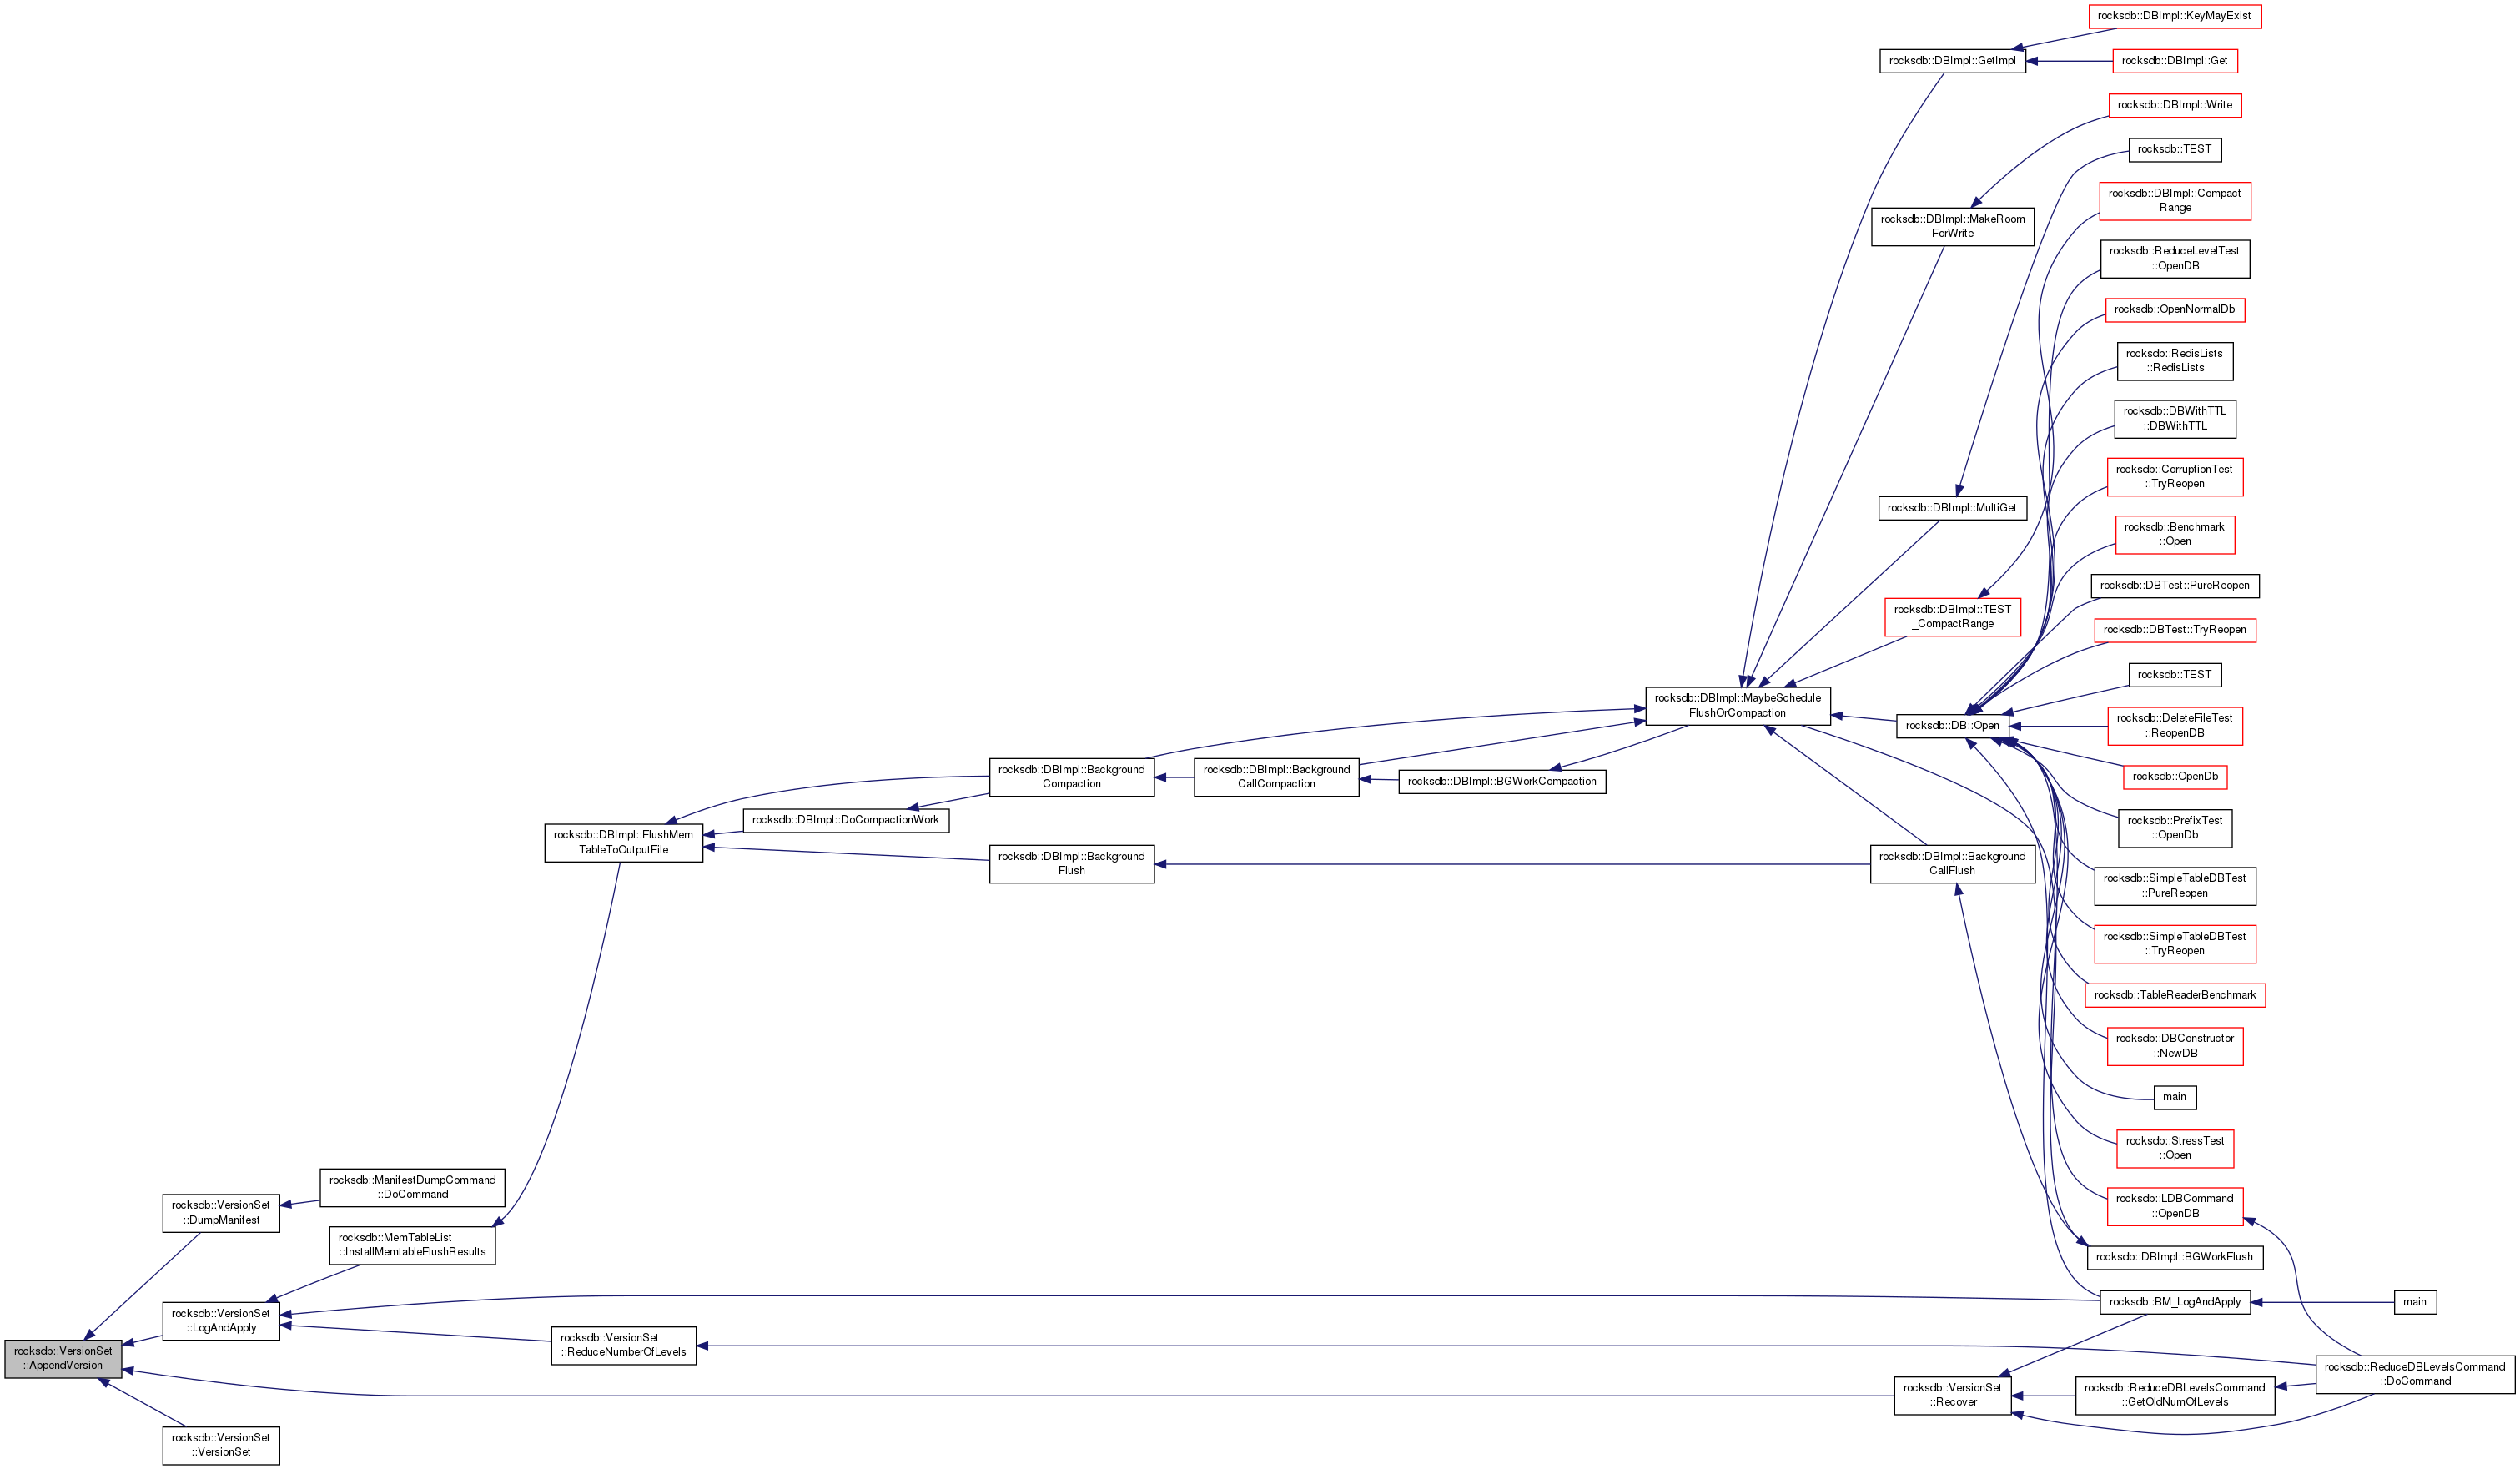 rocksdb::DBImpl::KeyMayExist
rocksdb::DBImpl::GetImpl
rocksdb::DBImpl::Get
rocksdb::DBImpl::Write
rocksdb::TEST
rocksdb::DBImpl::Compact
Range
rocksdb::DBImpl::MakeRoom
ForWrite
rocksdb::ReduceLevelTest
::OpenDB
rocksdb::OpenNormalDb
rocksdb::RedisLists
::RedisLists
rocksdb::DBWithTTL
::DBWithTTL
rocksdb::CorruptionTest
::TryReopen
rocksdb::DBImpl::MultiGet
rocksdb::Benchmark
::Open
rocksdb::DBTest::PureReopen
rocksdb::DBImpl::TEST
_CompactRange
rocksdb::DBTest::TryReopen
rocksdb::TEST
rocksdb::DBImpl::MaybeSchedule
FlushOrCompaction
rocksdb::DB::Open
rocksdb::DeleteFileTest
::ReopenDB
rocksdb::OpenDb
rocksdb::DBImpl::Background
Compaction
rocksdb::DBImpl::Background
CallCompaction
rocksdb::DBImpl::BGWorkCompaction
rocksdb::DBImpl::DoCompactionWork
rocksdb::PrefixTest
::OpenDb
rocksdb::DBImpl::FlushMem
TableToOutputFile
rocksdb::DBImpl::Background
Flush
rocksdb::DBImpl::Background
CallFlush
rocksdb::SimpleTableDBTest
::PureReopen
rocksdb::SimpleTableDBTest
::TryReopen
rocksdb::TableReaderBenchmark
rocksdb::DBConstructor
::NewDB
main
rocksdb::StressTest
::Open
rocksdb::ManifestDumpCommand
::DoCommand
rocksdb::VersionSet
::DumpManifest
rocksdb::LDBCommand
::OpenDB
rocksdb::MemTableList
::InstallMemtableFlushResults
rocksdb::DBImpl::BGWorkFlush
rocksdb::VersionSet
::LogAndApply
rocksdb::BM_LogAndApply
main
rocksdb::VersionSet
::ReduceNumberOfLevels
rocksdb::VersionSet
::AppendVersion
rocksdb::ReduceDBLevelsCommand
::DoCommand
rocksdb::VersionSet
::Recover
rocksdb::ReduceDBLevelsCommand
::GetOldNumOfLevels
rocksdb::VersionSet
::VersionSet